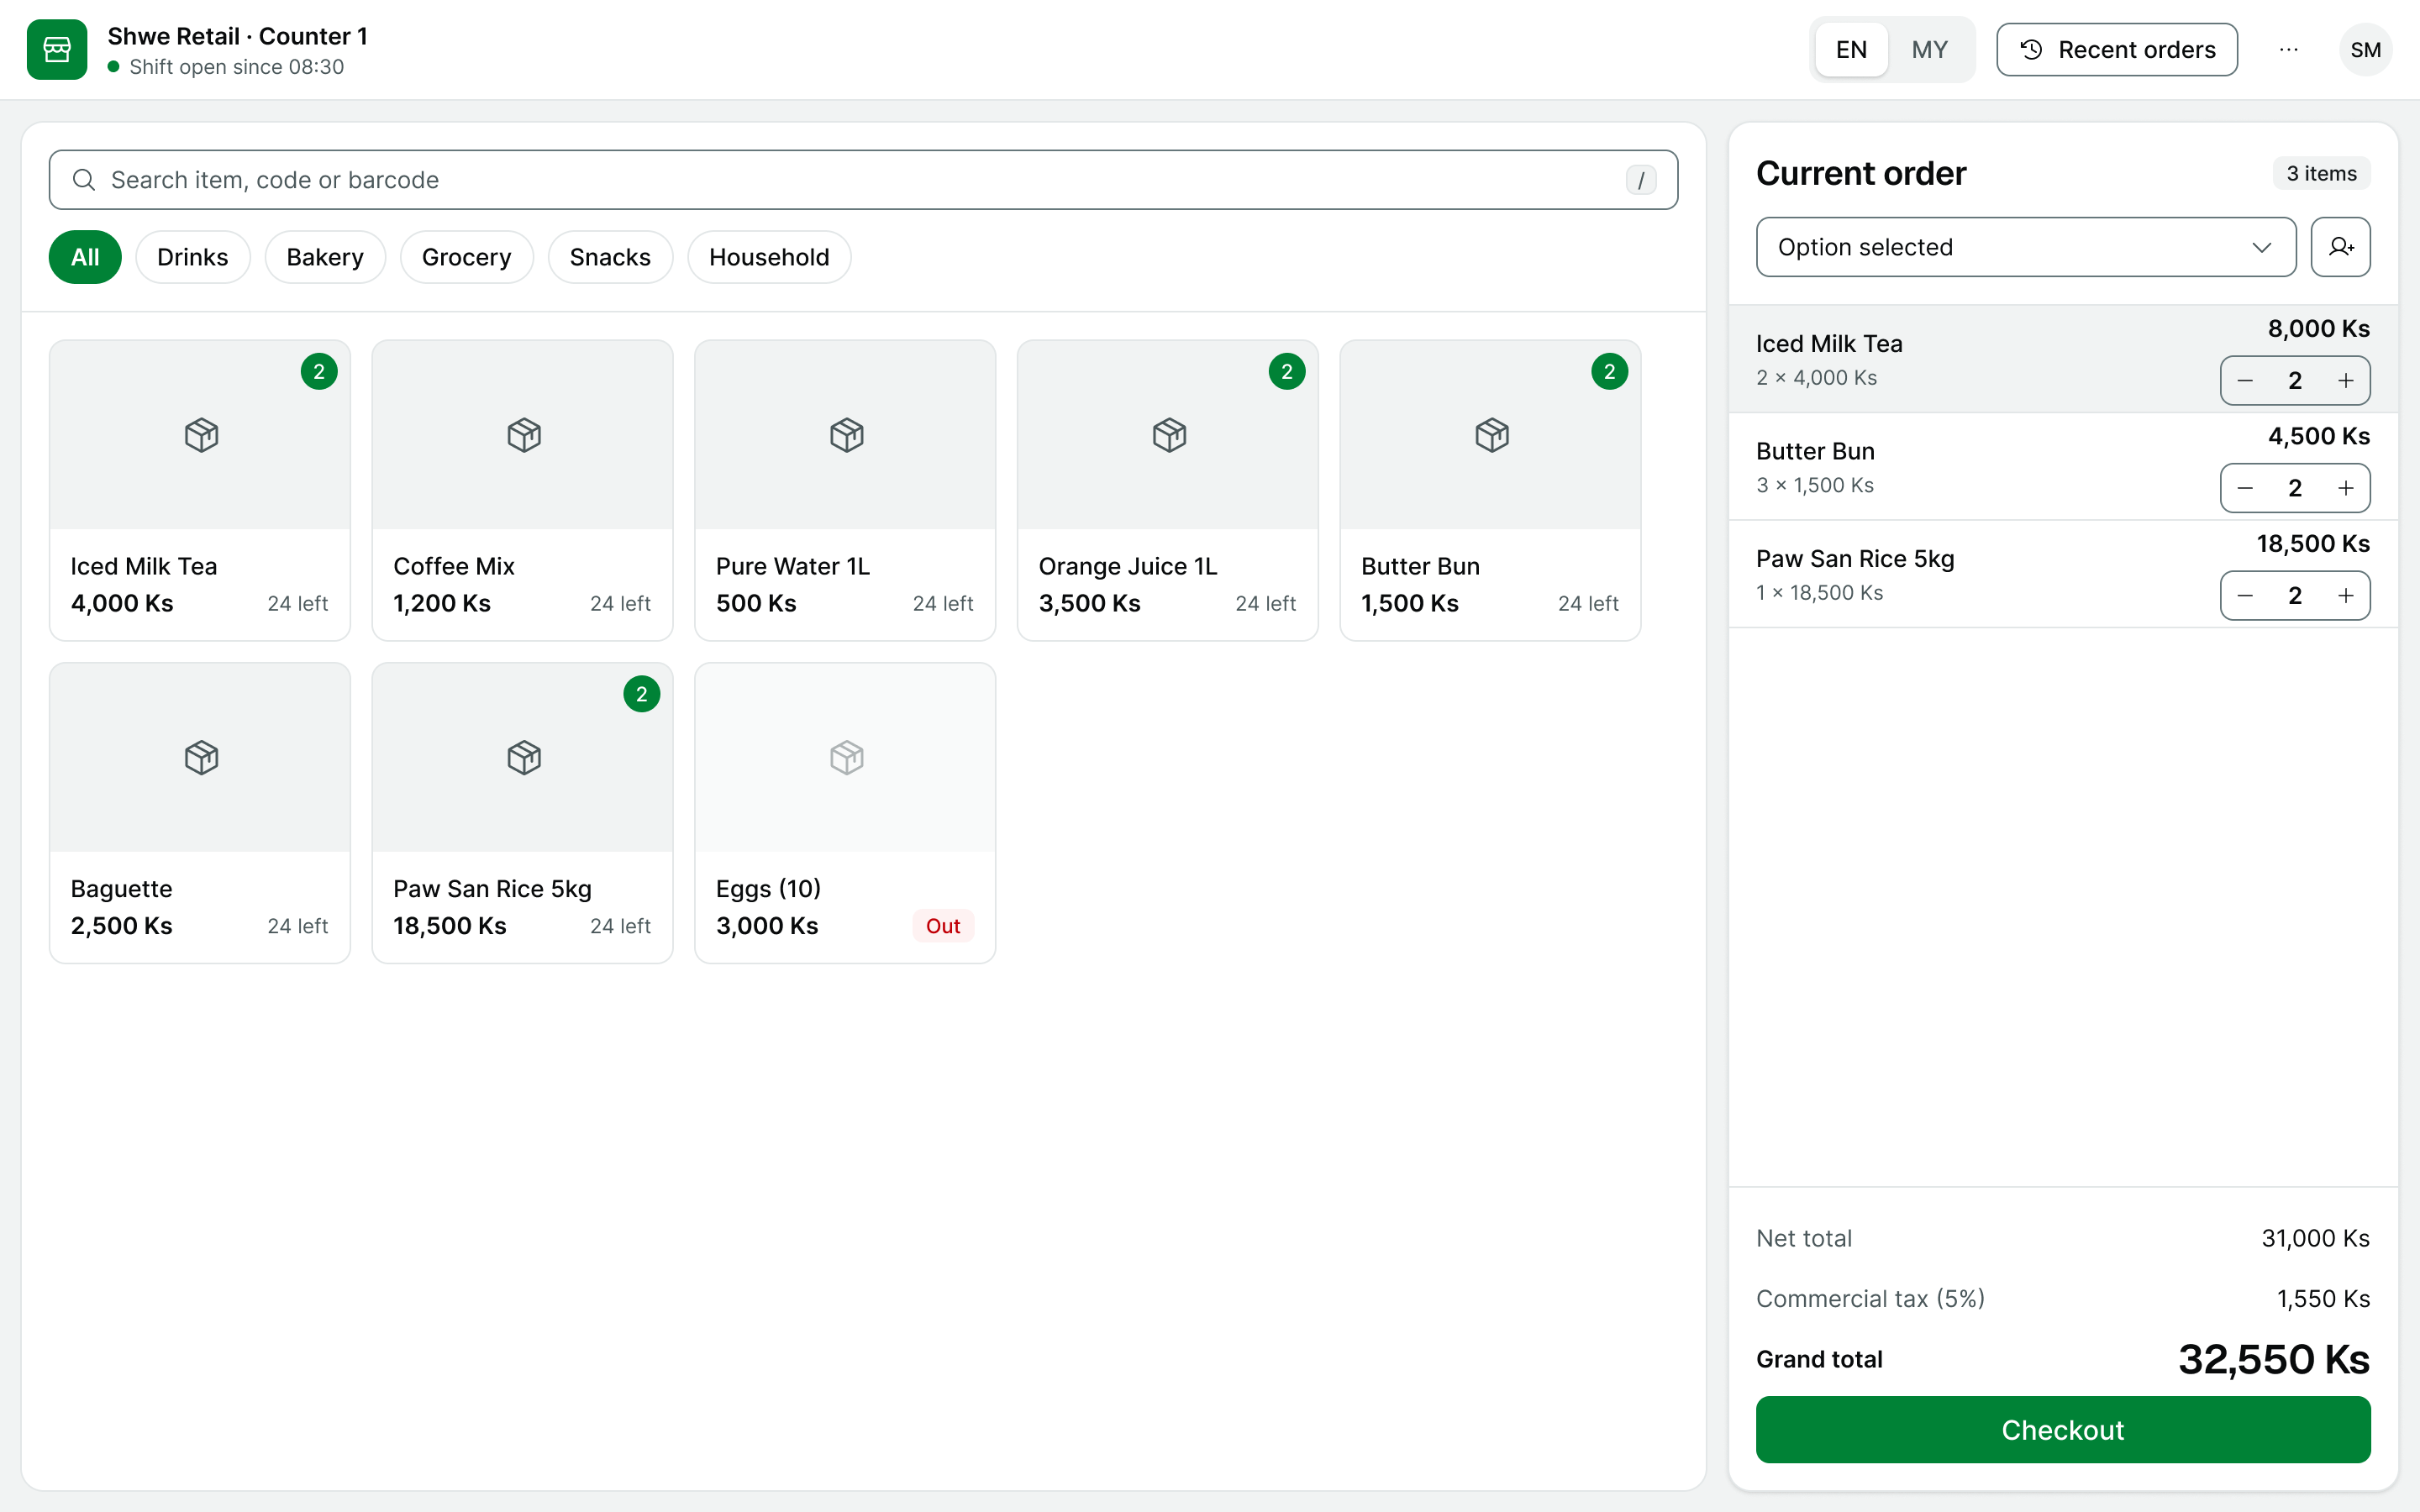 Shwe Retail · Counter 1
Shift open since 08:30
EN
MY
Recent orders
...
SM
Search item, code or barcode
/
All
Drinks
Bakery
Grocery
Snacks
Household
2
Iced Milk Tea
4,000 Ks
24 left
Coffee Mix
1,200 Ks
24 left
Pure Water 1L
500 Ks
24 left
2
Orange Juice 1L
3,500 Ks
24 left
2
Butter Bun
1,500 Ks
24 left
Baguette
2,500 Ks
24 left
2
Paw San Rice 5kg
18,500 Ks
24 left
Eggs (10)
3,000 Ks
Out
Current order
3 items
Option selected
Iced Milk Tea
2 × 4,000 Ks
8,000 Ks
− 2 +
Butter Bun
3 × 1,500 Ks
4,500 Ks
− 2 +
Paw San Rice 5kg
1 × 18,500 Ks
18,500 Ks
− 2 +
Net total
31,000 Ks
Commercial tax (5%)
1,550 Ks
Grand total
32,550 Ks
Checkout